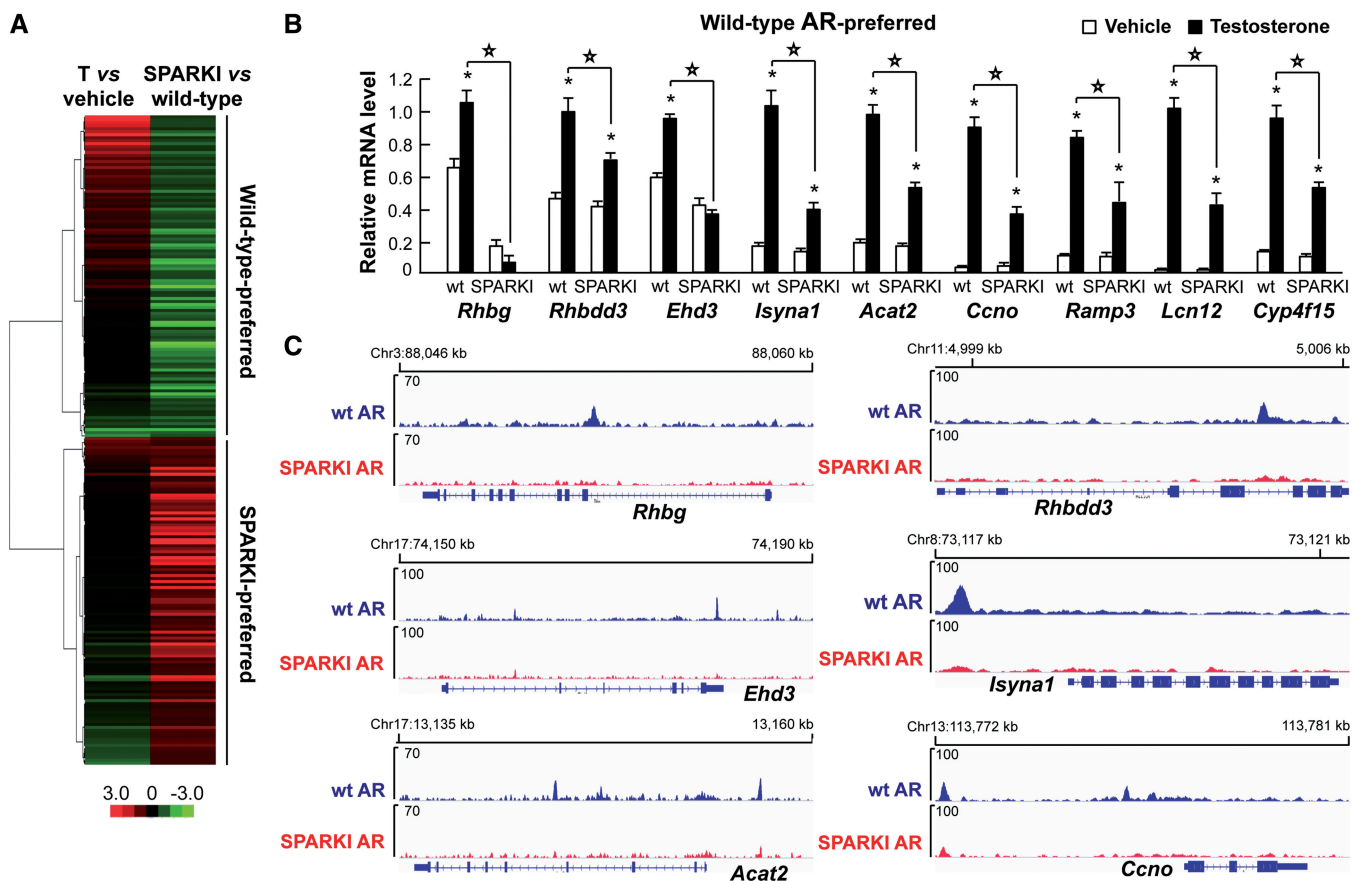 A
T vs
vehicle
SPARKI vs
wild-type
Wild-type-preferred
SPARKI-preferred
3.0 0 -3.0
B
Wild-type AR-preferred
Vehicle Testosterone
Relative mRNA level
1.2
1.0
0.8
0.6
0.4
0.2
0
wt SPARKI wt SPARKI wt SPARKI wt SPARKI wt SPARKI wt SPARKI wt SPARKI wt SPARKI wt SPARKI
Rhbg Rhbdd3 Ehd3 Isyna1 Acat2 Ccno Ramp3 Lcn12 Cyp4f15
C
Chr3:88,046 kb 88,060 kb
70
wt AR
70
SPARKI AR
Rhbg
Chr11:4,999 kb 5,006 kb
100
wt AR
100
SPARKI AR
Rhbdd3
Chr17:74,150 kb 74,190 kb
100
wt AR
100
SPARKI AR
Ehd3
Chr8:73,117 kb 73,121 kb
100
wt AR
100
SPARKI AR
Isyna1
Chr17:13,135 kb 13,160 kb
70
wt AR
70
SPARKI AR
Acat2
Chr13:113,772 kb 113,781 kb
100
wt AR
100
SPARKI AR
Ccno